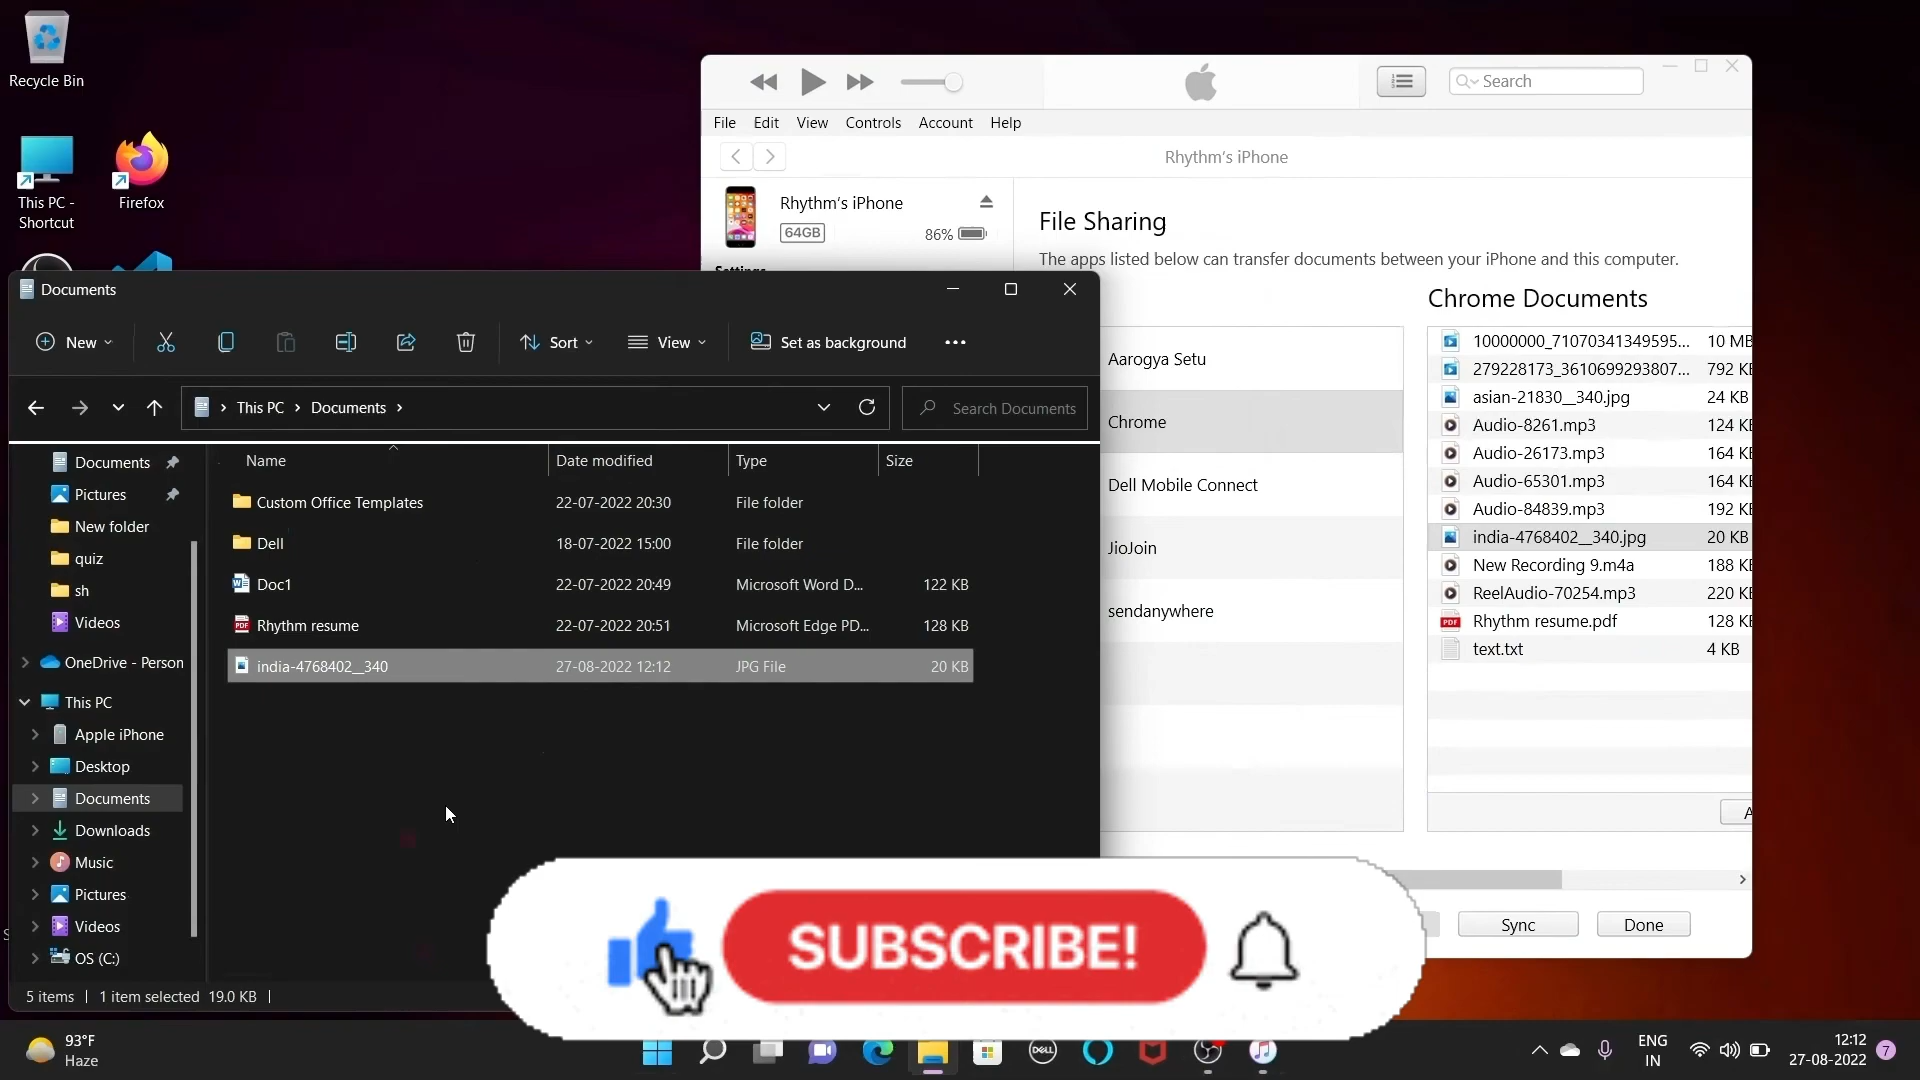 Recycle Bin
This PC -
Shortcut
Firefox
Search
File Edit View Controls Account Help
Rhythm's iPhone
Rhythm's iPhone
64GB
86%
File Sharing
The apps listed below can transfer documents between your iPhone and this computer.
Chrome Documents
Aarogya Setu
Chrome
Dell Mobile Connect
JioJoin
sendanywhere
10000000_71070341349595... 10 MB
279228173_3610699293807... 792 KB
asian-21830__340.jpg 24 KB
Audio-8261.mp3 124 KB
Audio-26173.mp3 164 KB
Audio-65301.mp3 164 KB
Audio-84839.mp3 192 KB
india-4768402__340.jpg 20 KB
New Recording 9.m4a 188 KB
ReelAudio-70254.mp3 220 KB
PDF Rhythm resume.pdf 128 KB
text.txt 4 KB
Sync Done
Documents
New Sort View Set as background
This PC Documents
Search Documents
Name Date modified Type Size
Custom Office Templates 22-07-2022 20:30 File folder
Dell 18-07-2022 15:00 File folder
Doc1 22-07-2022 20:49 Microsoft Word D... 122 KB
PDF Rhythm resume 22-07-2022 20:51 Microsoft Edge PD... 128 KB
india-4768402__340 27-08-2022 12:12 JPG File 20 KB
Documents
Pictures
New folder
quiz
sh
Videos
OneDrive - Person
This PC
Apple iPhone
Desktop
Documents
Downloads
Music
Pictures
Videos
OS (C:)
5 items 1 item selected 19.0 KB
SUBSCRIBE!
93°F
Haze
DELL
ENG
IN
12:12
27-08-2022
7